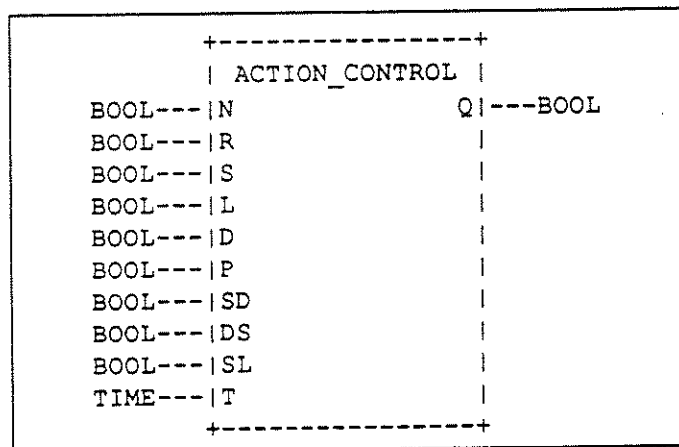 +-----------------+
| ACTION_CONTROL |
BOOL---|N Q|---BOOL
BOOL---|R |
BOOL---|S |
BOOL---|L |
BOOL---|D |
BOOL---|P |
BOOL---|SD |
BOOL---|DS |
BOOL---|SL |
TIME---|T |
+-----------------+